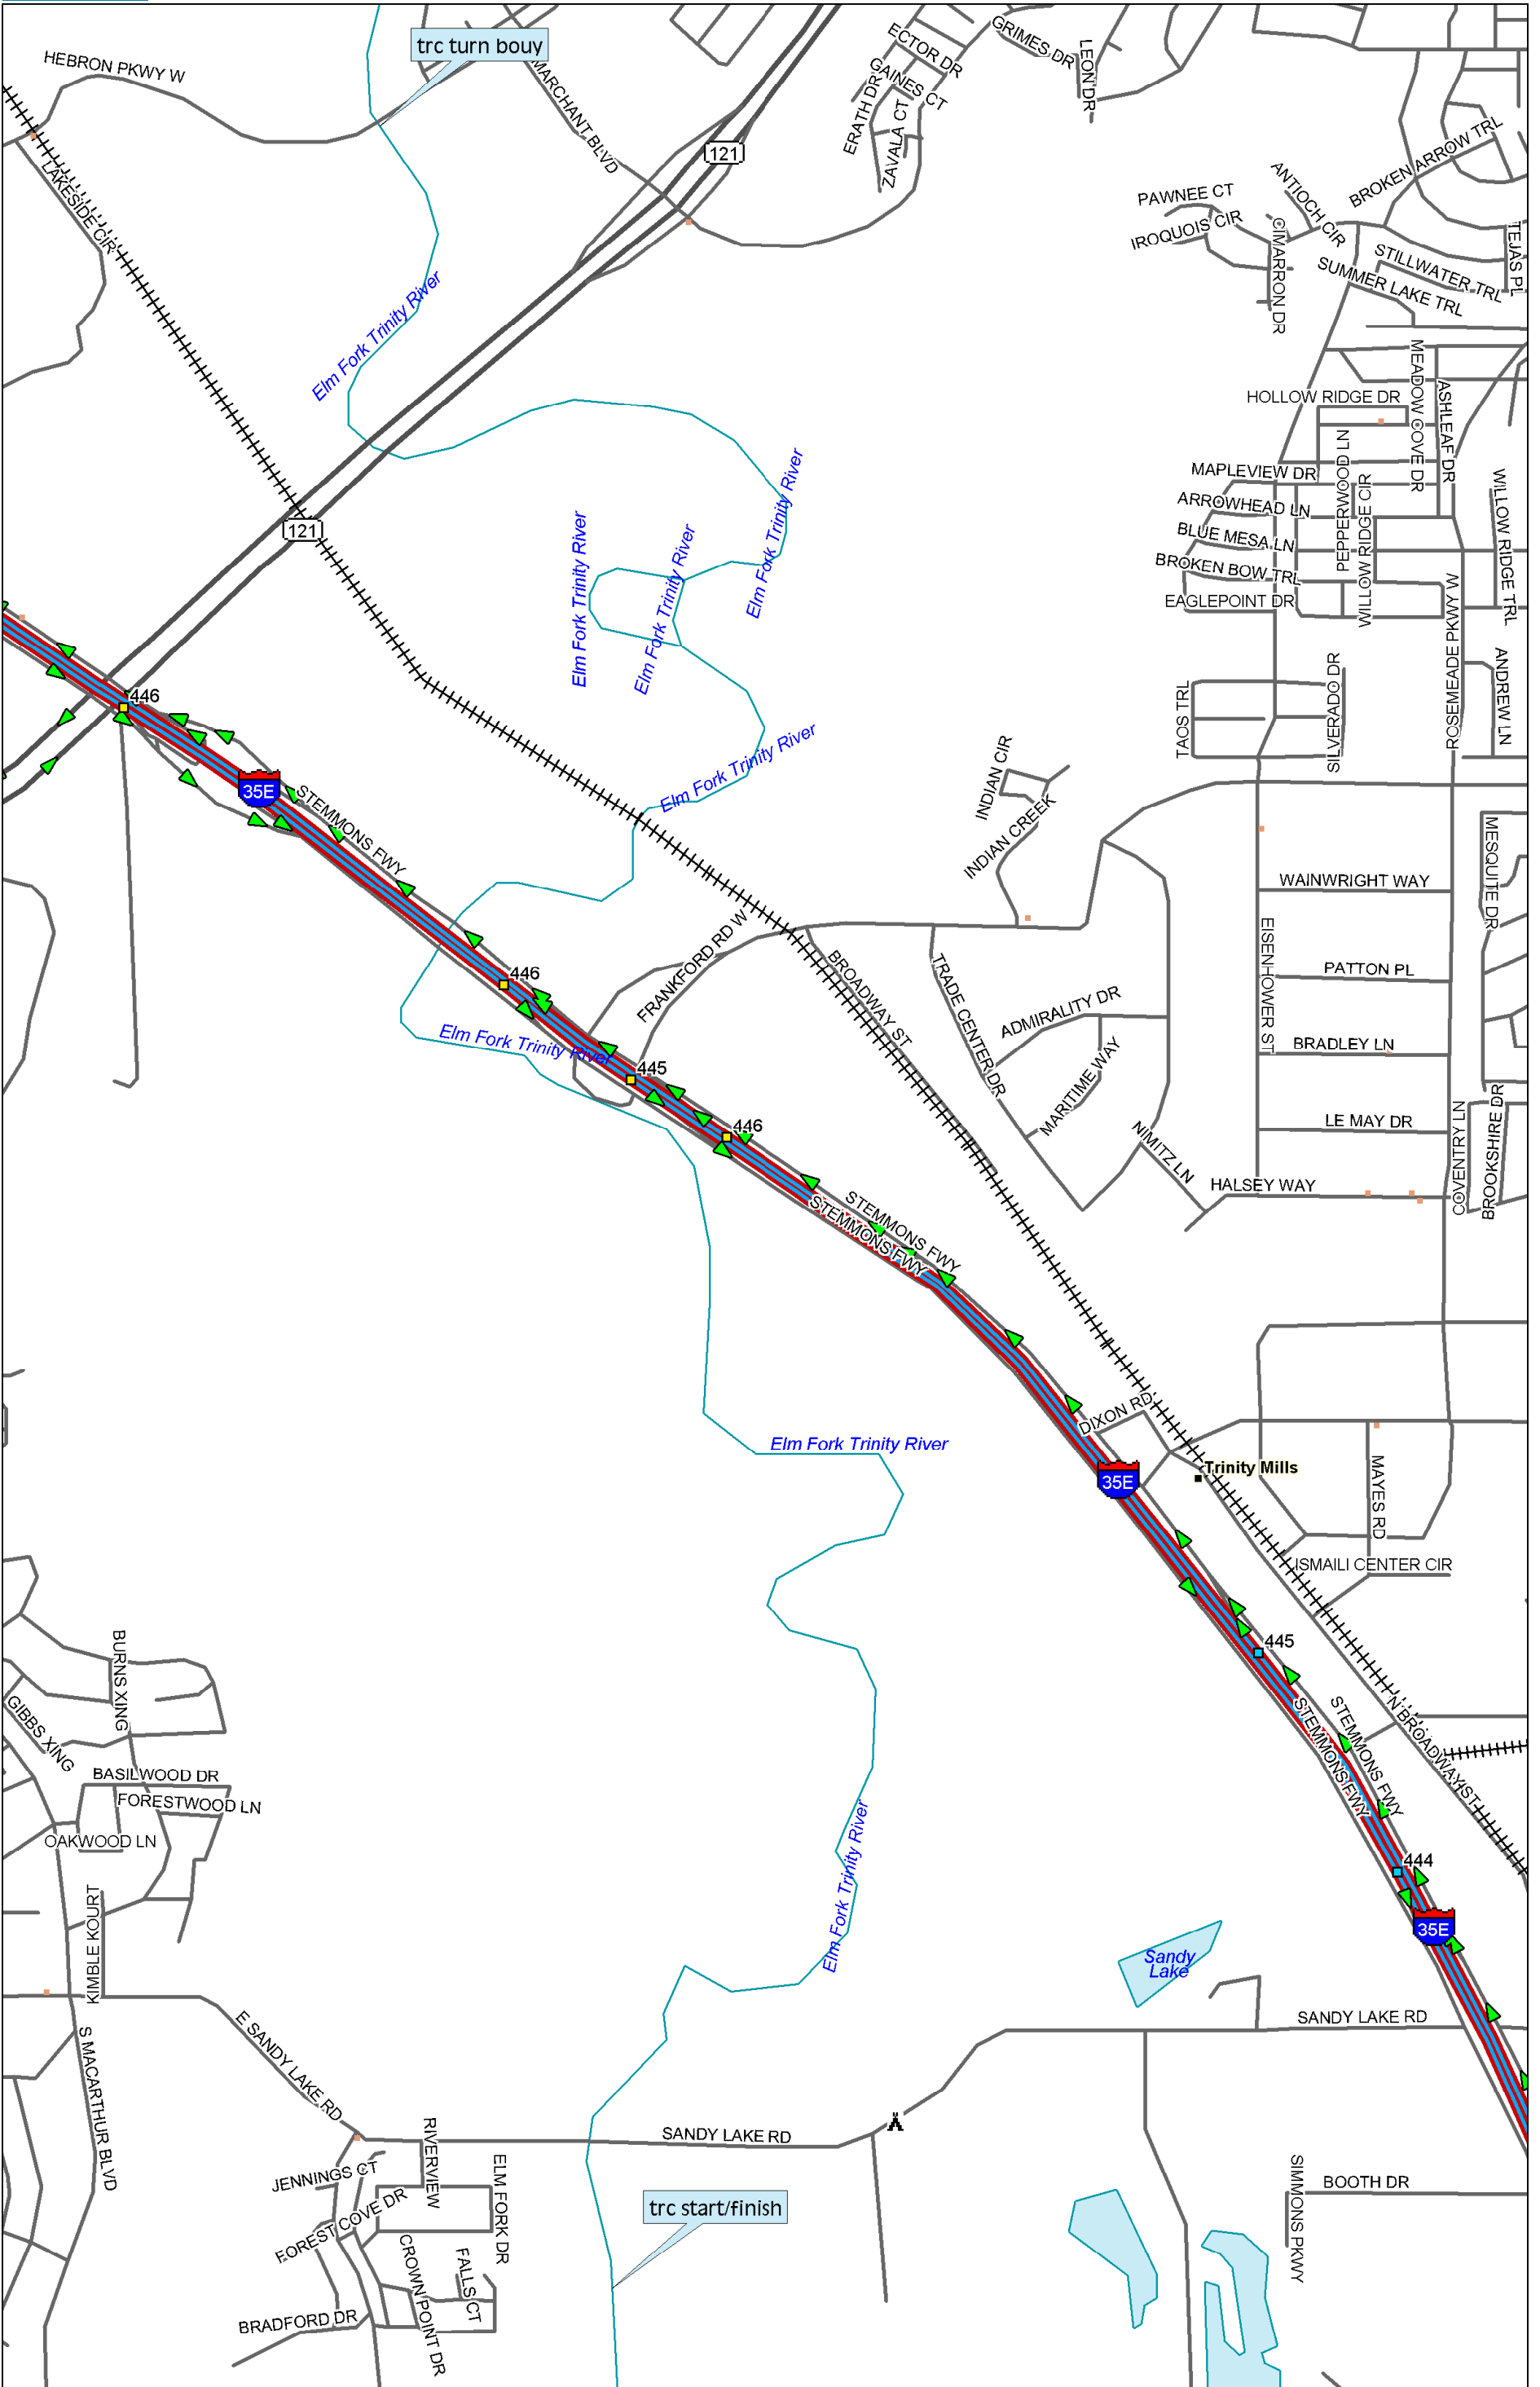 trc turn bouy
HEBRON PKWY W
MARCHANT BLVD
LAKESIDE CIR
121
ECTOR DR
GRIMES DR
LEON DR
GAINES CT
ERATH DR
ZAVALA CT
BROKEN ARROW TRL
ANTIOCH CIR
PAWNEE CT
IROQUOIS CIR
CIMARRON DR
TEJAS PL
STILLWATER TRL
SUMMER LAKE TRL
Elm Fork Trinity River
HOLLOW RIDGE DR
MEADOW COVE DR
ASHLEAF DR
MAPLEVIEW DR
PEPPERWOOD LN
WILLOW RIDGE CIR
WILLOW RIDGE TRL
ARROWHEAD LN
BLUE MESA LN
BROKEN BOW TRL
EAGLEPOINT DR
121
Elm Fork Trinity River
Elm Fork Trinity River
Elm Fork Trinity River
ROSEMEADE PKWY W
ANDREW LN
TAOS TRL
SILVERADO DR
446
35E
STEMMONS FWY
Elm Fork Trinity River
INDIAN CIR
INDIAN CREEK
MESQUITE DR
WAINWRIGHT WAY
EISENHOWER ST
PATTON PL
BRADLEY LN
LE MAY DR
COVENTRY LN
BROOKSHIRE DR
HALSEY WAY
FRANKFORD RD W
BROADWAY ST
TRADE CENTER DR
ADMIRALITY DR
MARITIME WAY
NIMITZ LN
446
Elm Fork Trinity River
445
446
STEMMONS FWY
STEMMONS FWY
DIXON RD
Elm Fork Trinity River
35E
Trinity Mills
MAYES RD
ISMAILI CENTER CIR
445
BURNS XING
GIBBS XING
STEMMONS FWY
STEMMONS FWY
N BROADWAY ST
BASILWOOD DR
FORESTWOOD LN
OAKWOOD LN
KIMBLE KOURT
Elm Fork Trinity River
444
35E
Sandy
Lake
SANDY LAKE RD
E SANDY LAKE RD
S MACARTHUR BLVD
SANDY LAKE RD
RIVERVIEW
JENNINGS CT
ELM FORK DR
FOREST COVE DR
trc start/finish
CROWN POINT DR
FALLS CT
BRADFORD DR
SIMMONS PKWY
BOOTH DR